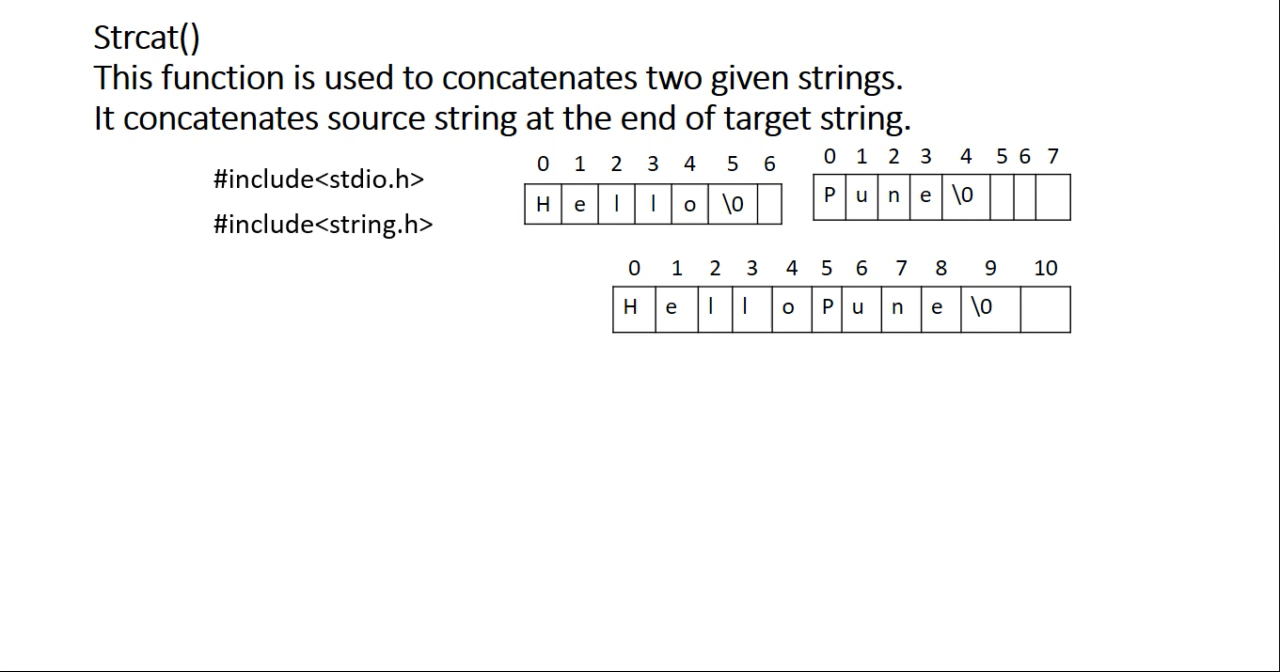 Strcat()
This function is used to concatenates two given strings.
It concatenates source string at the end of target string.
#include<stdio.h>
#include<string.h>
0 1 2 3 4 5 6
H e l l o \0
0 1 2 3 4 5 6 7
P u n e \0
0 1 2 3 4 5 6 7 8 9 10
H e l l o P u n e \0